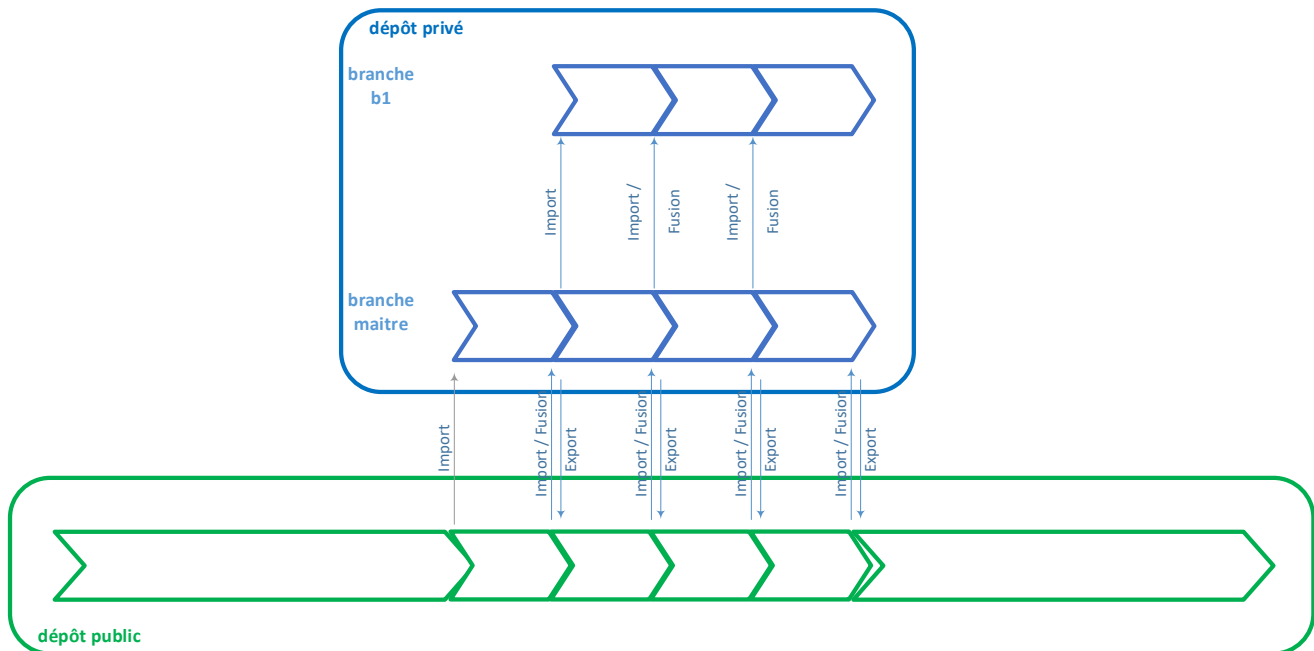 dépôt privé
branche
b1
Import
Import /
Fusion
Import /
Fusion
branche
maitre
Import
Import / Fusion
Export
Import / Fusion
Export
Import / Fusion
Export
Import / Fusion
Export
dépôt public